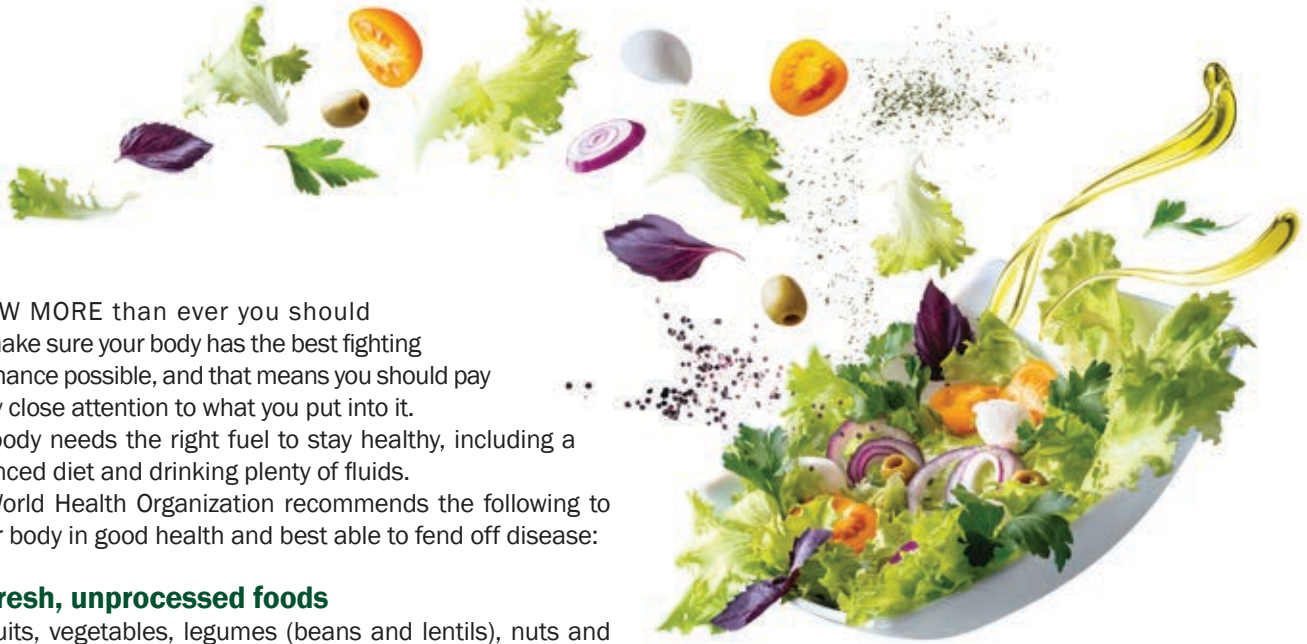 W MORE than ever you should
ake sure your body has the best fighting
hance possible, and that means you should pay
y close attention to what you put into it.
body needs the right fuel to stay healthy, including a
nced diet and drinking plenty of fluids.
World Health Organization recommends the following to
r body in good health and best able to fend off disease:
resh, unprocessed foods
uits, vegetables, legumes (beans and lentils), nuts and